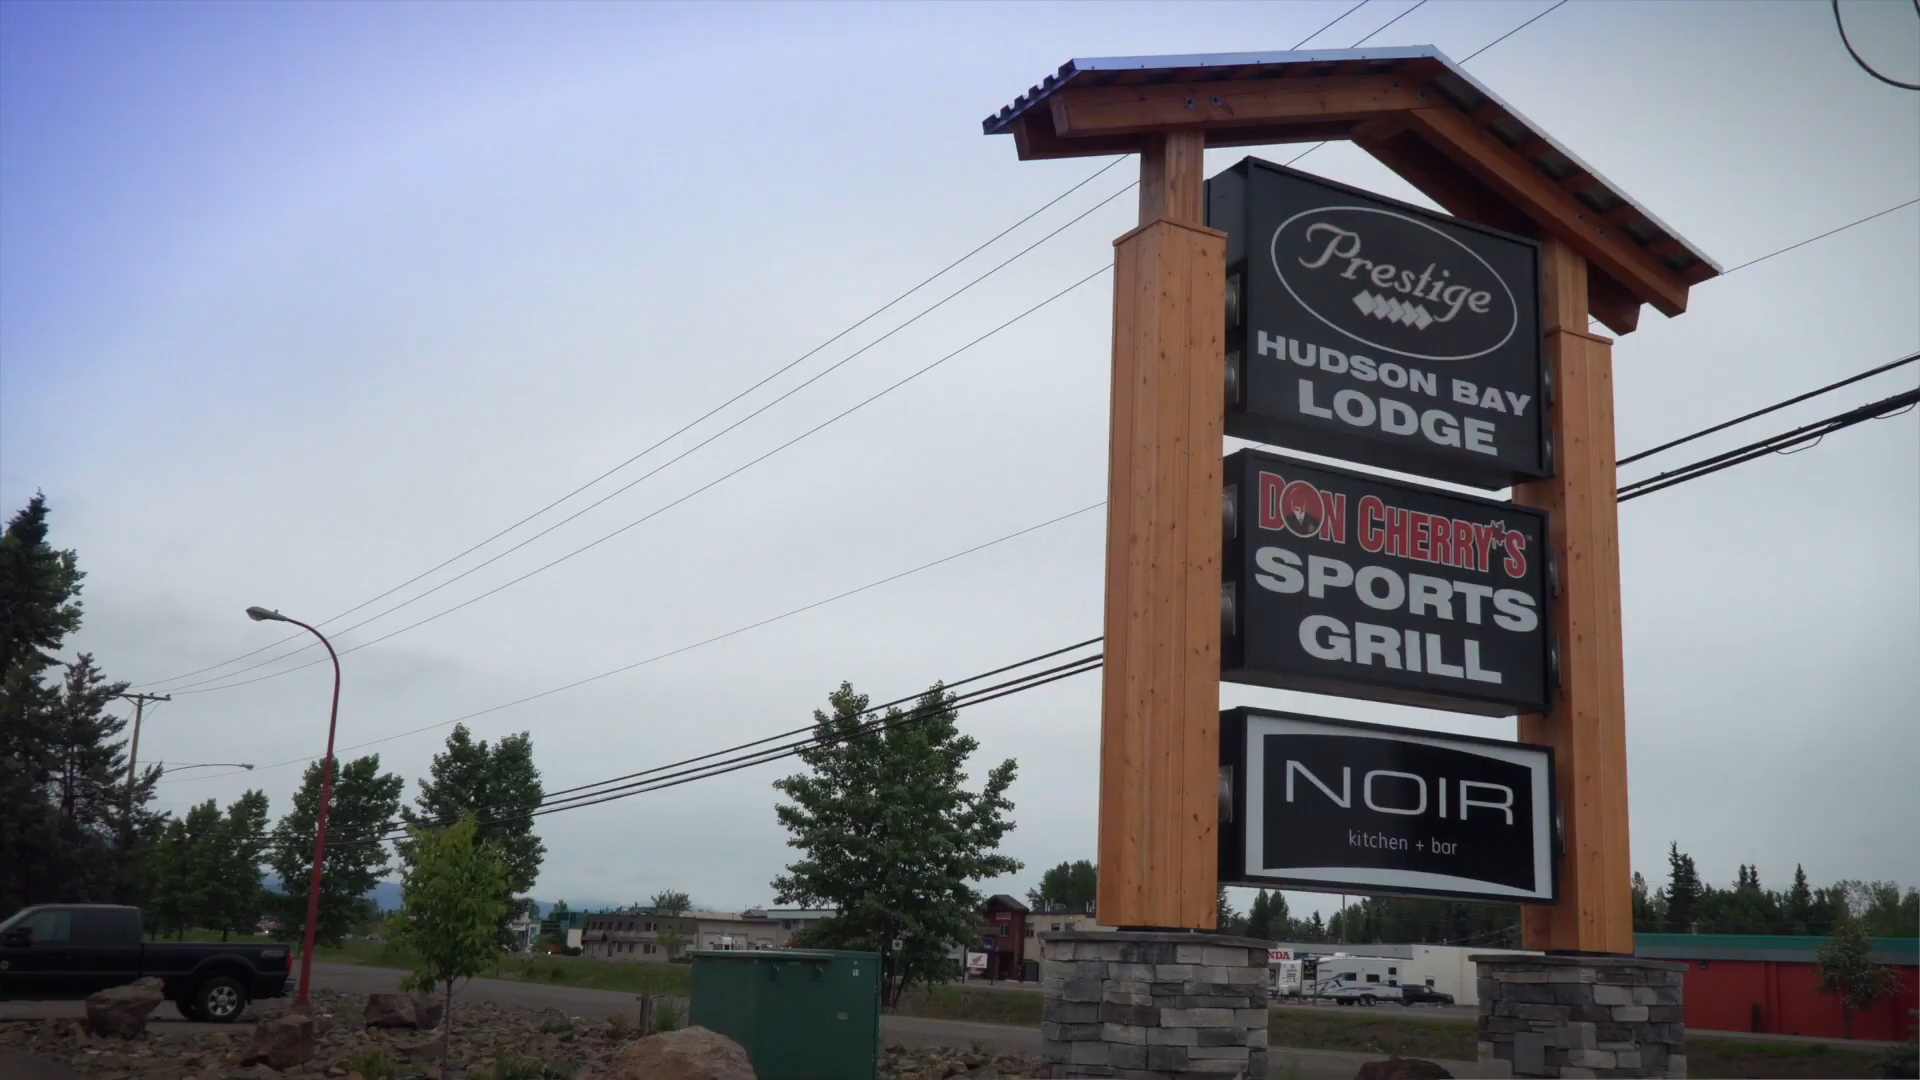 Prestige
HUDSON BAY
LODGE
DON CHERRY'S
SPORTS
GRILL
NOIR
kitchen + bar